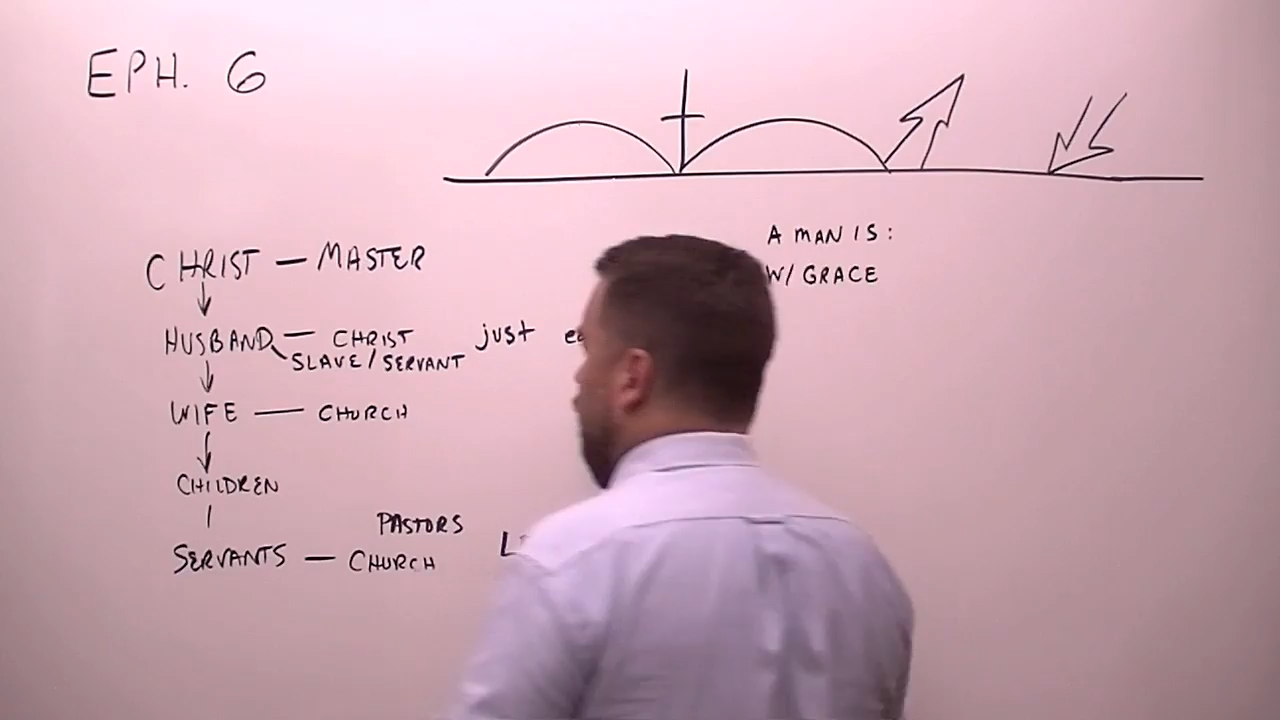 EPH. 6
A MAN IS:
W/ GRACE
CHRIST — MASTER
HUSBAND — CHRIST just
SLAVE/SERVANT
WIFE — CHURCH
CHILDREN
PASTORS
SERVANTS — CHURCH